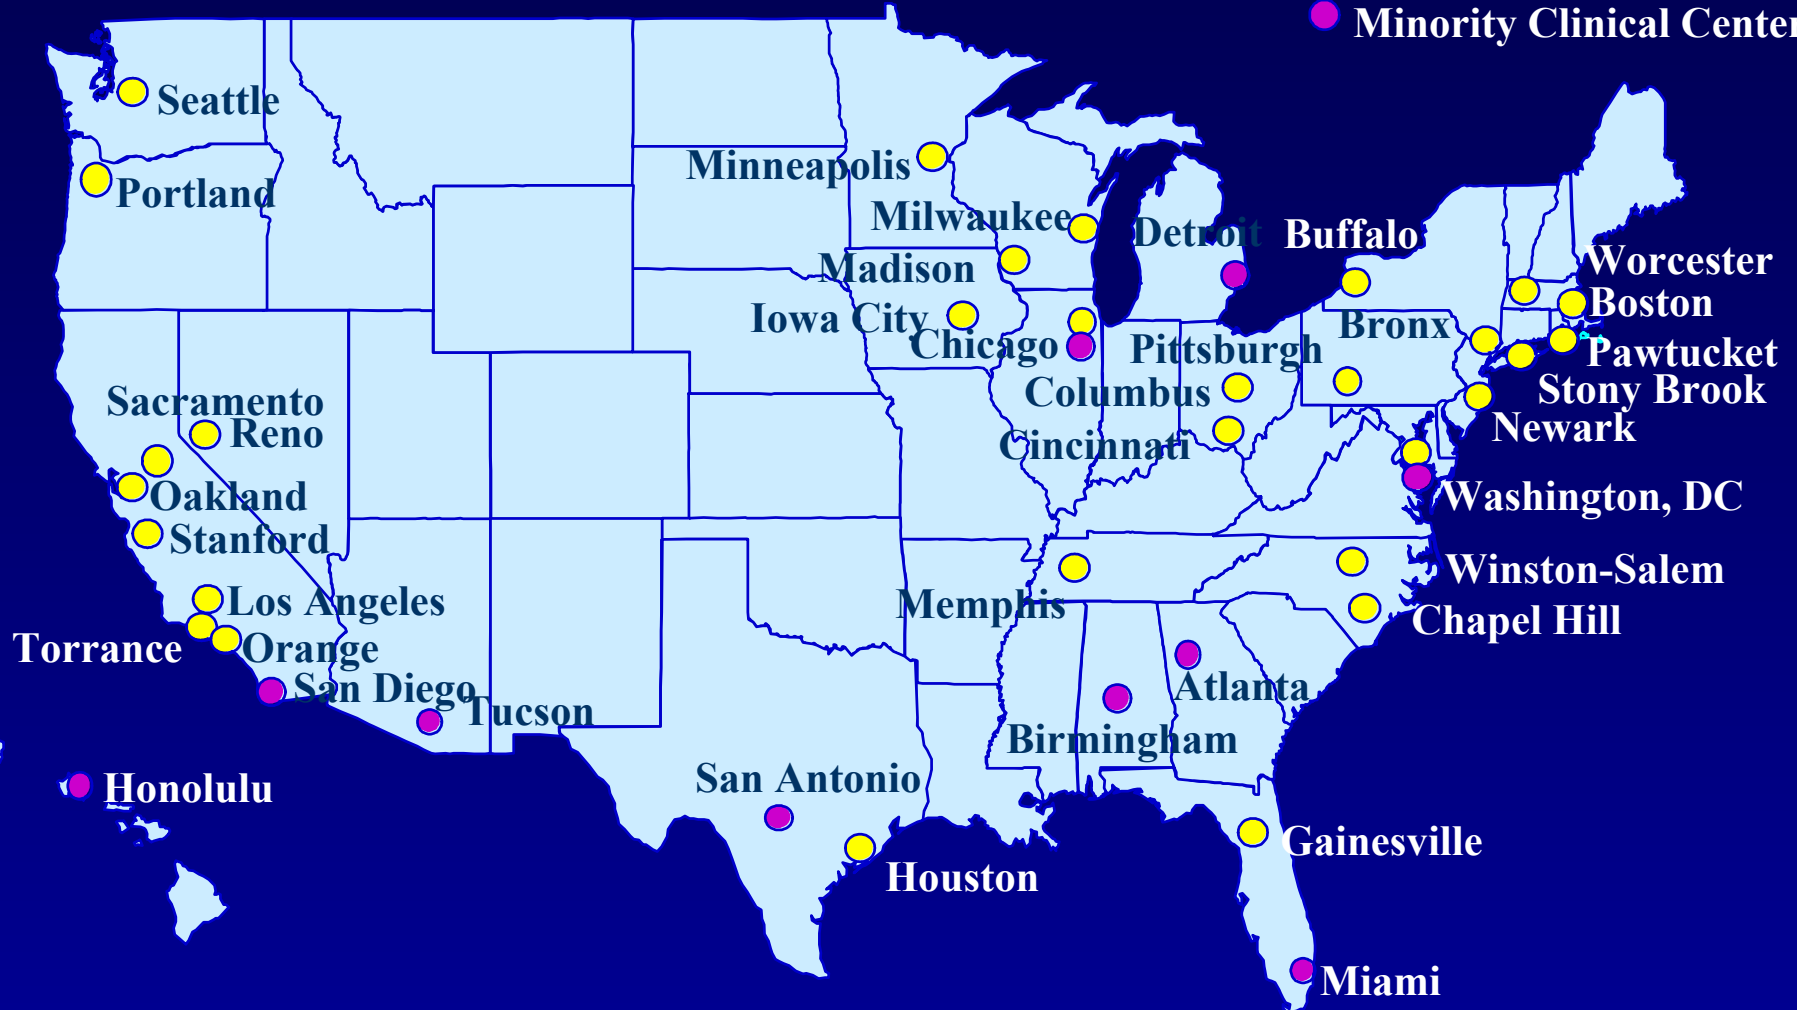 Minority Clinical Center
Seattle
Portland
Minneapolis
Milwaukee
Detroit
Buffalo
Madison
Worcester
Boston
Iowa City
Chicago
Bronx
Pittsburgh
Pawtucket
Columbus
Stony Brook
Newark
Cincinnati
Sacramento
Reno
Oakland
Stanford
Washington, DC
Winston-Salem
Memphis
Chapel Hill
Los Angeles
Torrance
Orange
San Diego
Tucson
Atlanta
Birmingham
San Antonio
Honolulu
Houston
Gainesville
Miami